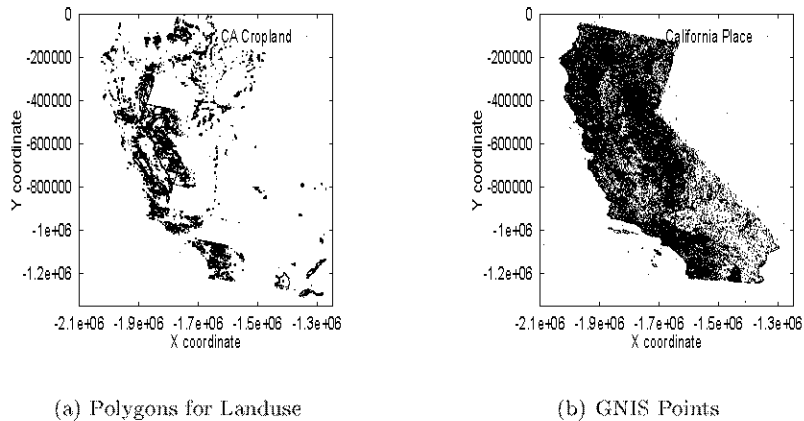 CA Cropland
0
-200000
-400000
-600000
-800000
-1e+06
-1.2e+06
Y coordinate
-2.1e+06 -1.9e+06 -1.7e+06 -1.5e+06 -1.3e+06
X coordinate
(a) Polygons for Landuse
California Place
0
-200000
-400000
-600000
-800000
-1e+06
-1.2e+06
Y coordinate
-2.1e+06 -1.9e+06 -1.7e+06 -1.5e+06 -1.3e+06
X coordinate
(b) GNIS Points